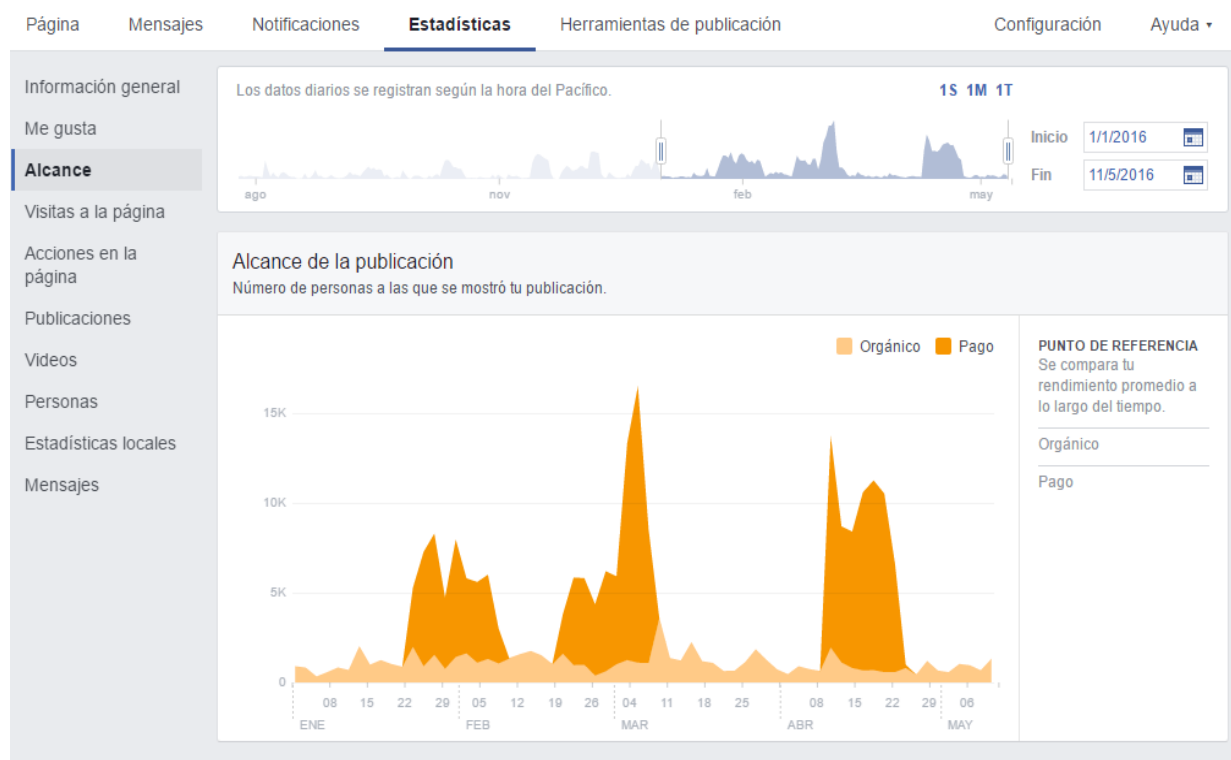 Página Mensajes Notificaciones Estadísticas Herramientas de publicación Configuración Ayuda
Información general
Me gusta
Alcance
Visitas a la página
Acciones en la
página
Publicaciones
Videos
Personas
Estadísticas locales
Mensajes
Los datos diarios se registran según la hora del Pacífico.
1S 1M 1T
Inicio 1/1/2016
Fin 11/5/2016
ago nov feb may
Alcance de la publicación
Número de personas a las que se mostró tu publicación.
Orgánico Pago
15K
10K
5K
0
08 15 22 29 05 12 19 26 04 11 18 25 08 15 22 29 06
ENE FEB MAR ABR MAY
PUNTO DE REFERENCIA
Se compara tu
rendimiento promedio a
lo largo del tiempo.
Orgánico
Pago